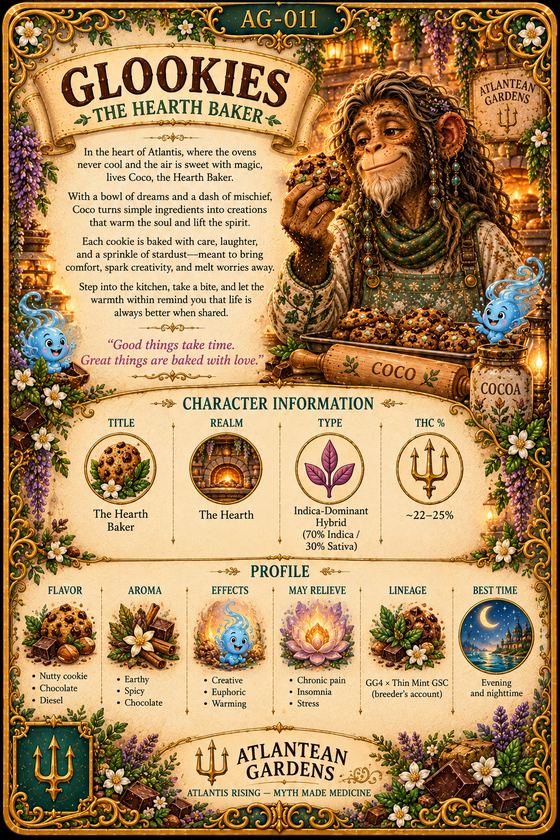 AG-011
GLOOKIES
THE HEARTH BAKER
ATLANTEAN
GARDENS
In the heart of Atlantis, where the ovens
never cool and the air is sweet with magic,
lives Coco, the Hearth Baker.
With a bowl of dreams and a dash of mischief,
Coco turns simple ingredients into creations
that warm the soul and lift the spirit.
Each cookie is baked with care, laughter,
and a sprinkle of stardust—meant to bring
comfort, spark creativity, and melt worries away.
Step into the kitchen, take a bite, and let the
warmth within remind you that life is
always better when shared.
“Good things take time.
Great things are baked with love.”
COCO
COCOA
CHARACTER INFORMATION
TITLE
The Hearth
Baker
REALM
The Hearth
TYPE
Indica-Dominant
Hybrid
(70% Indica /
30% Sativa)
THC %
~22–25%
PROFILE
FLAVOR
• Nutty cookie
• Chocolate
• Diesel
AROMA
• Earthy
• Spicy
• Chocolate
EFFECTS
• Creative
• Euphoric
• Warming
MAY RELIEVE
• Chronic pain
• Insomnia
• Stress
LINEAGE
GG4 × Thin Mint GSC
(breeder's account)
BEST TIME
Evening
and nighttime
ATLANTEAN
GARDENS
ATLANTIS RISING — MYTH MADE MEDICINE